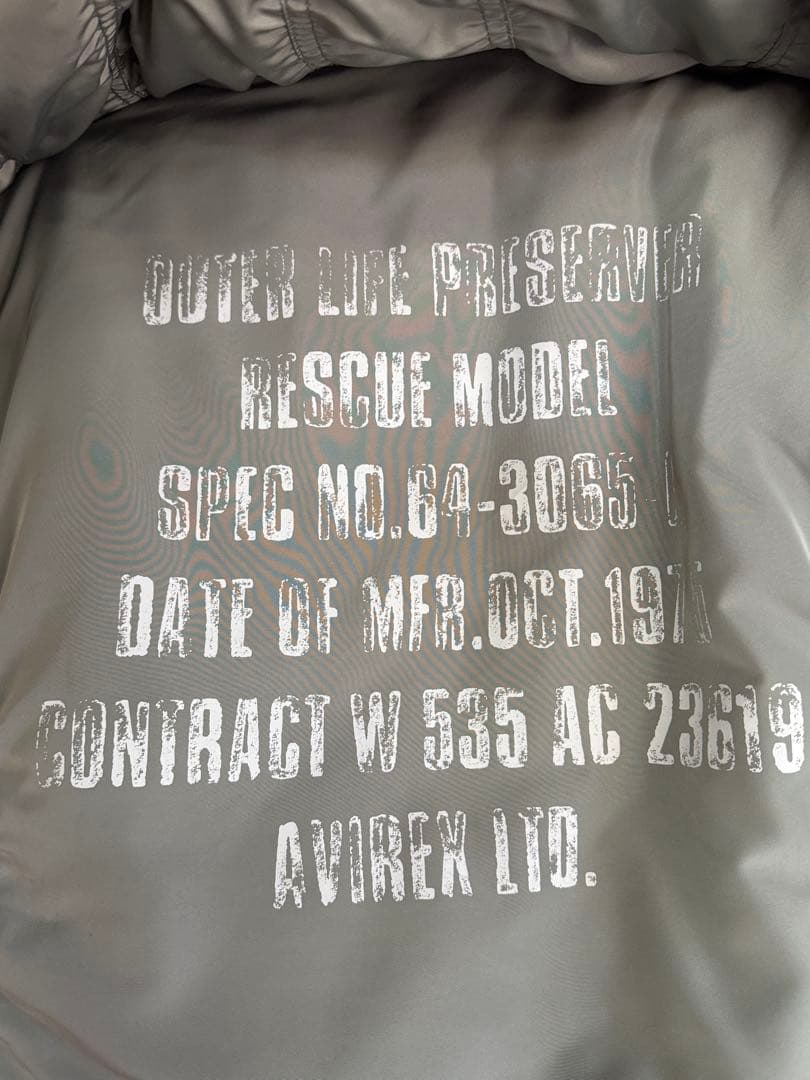 OUTER LIFE PRESERVER
RESCUE MODEL
SPEC NO.64-3065
DATE OF MFR.OCT.1975
CONTRACT W 535 AC 23619
AVIREX LTD.